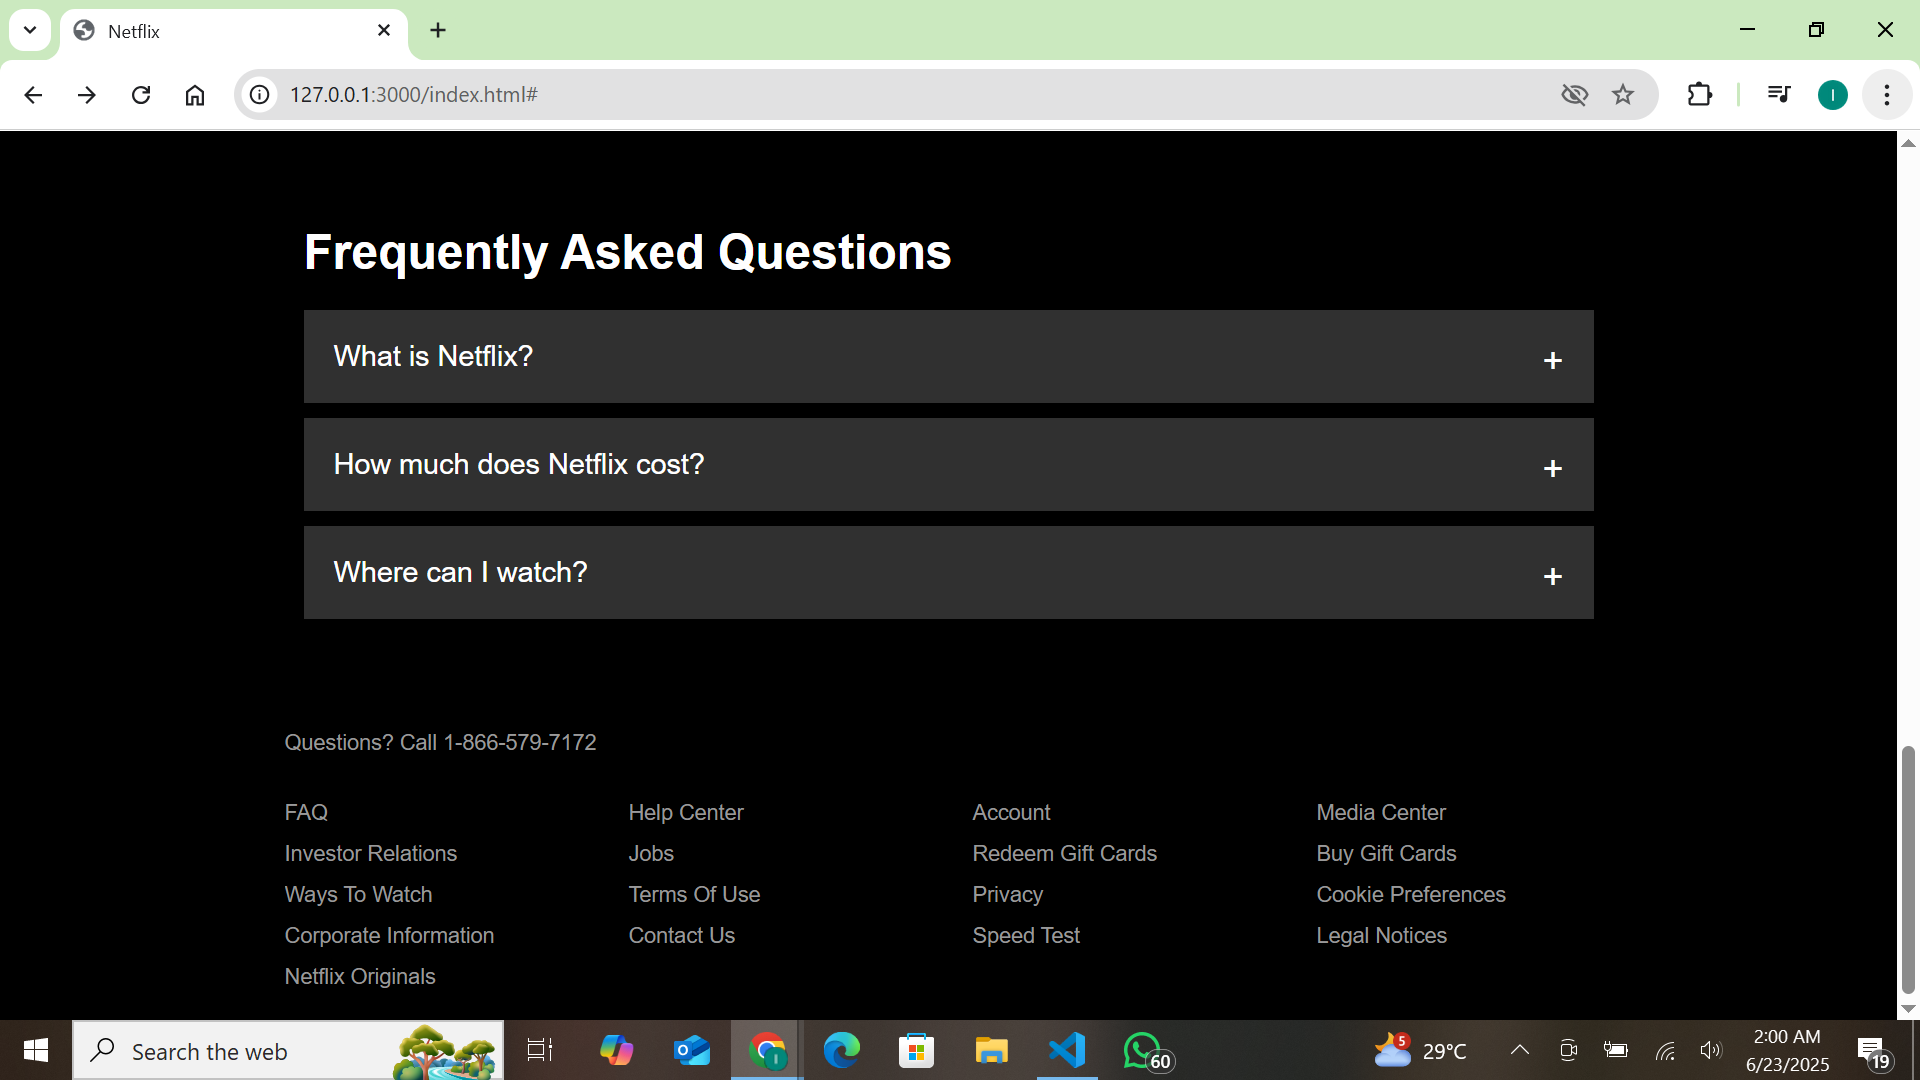 Netflix
127.0.0.1:3000/index.html#
I
Frequently Asked Questions
What is Netflix?
+
How much does Netflix cost?
+
Where can I watch?
+
Questions? Call 1-866-579-7172
FAQ Help Center Account Media Center
Investor Relations Jobs Redeem Gift Cards Buy Gift Cards
Ways To Watch Terms Of Use Privacy Cookie Preferences
Corporate Information Contact Us Speed Test Legal Notices
Netflix Originals
Search the web
I
60
5
29°C
2:00 AM
6/23/2025
19